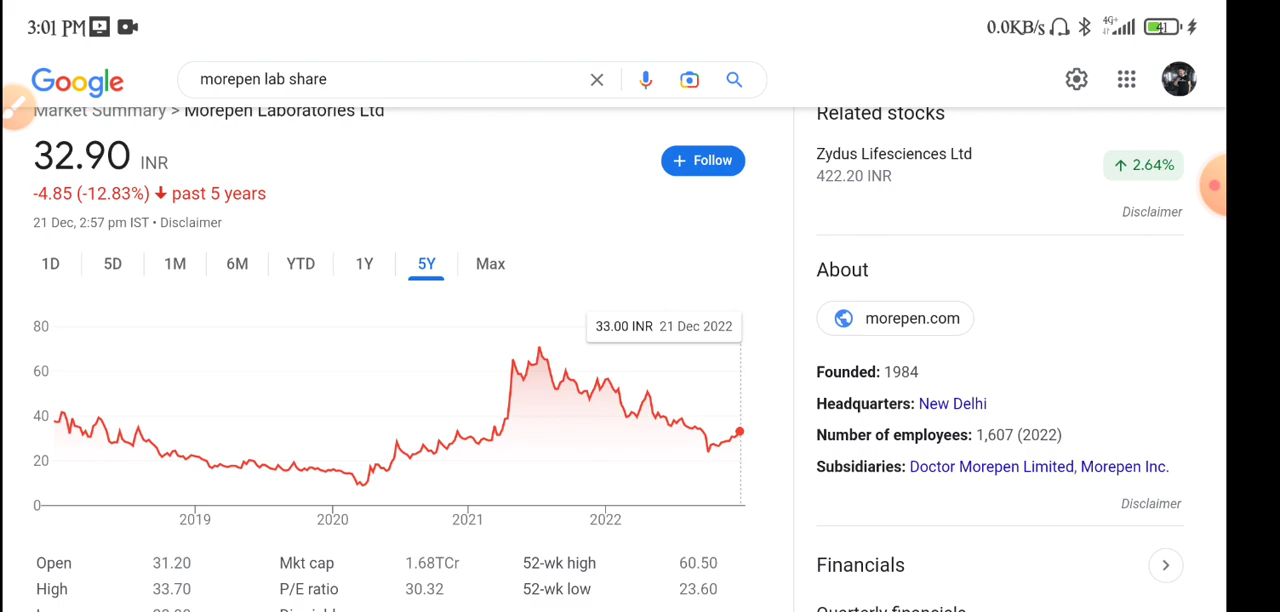 3:01 PM
0.0KB/s 4G+ 41
Google
morepen lab share
Market Summary > Morepen Laboratories Ltd
32.90 INR
+ Follow
-4.85 (-12.83%) ↓ past 5 years
21 Dec, 2:57 pm IST • Disclaimer
1D 5D 1M 6M YTD 1Y 5Y Max
33.00 INR 21 Dec 2022
80
60
40
20
0
2019 2020 2021 2022
Open 31.20 Mkt cap 1.68TCr 52-wk high 60.50
High 33.70 P/E ratio 30.32 52-wk low 23.60
Related stocks
Zydus Lifesciences Ltd
422.20 INR
↑ 2.64%
Disclaimer
About
morepen.com
Founded: 1984
Headquarters: New Delhi
Number of employees: 1,607 (2022)
Subsidiaries: Doctor Morepen Limited, Morepen Inc.
Disclaimer
Financials
Quarterly financials